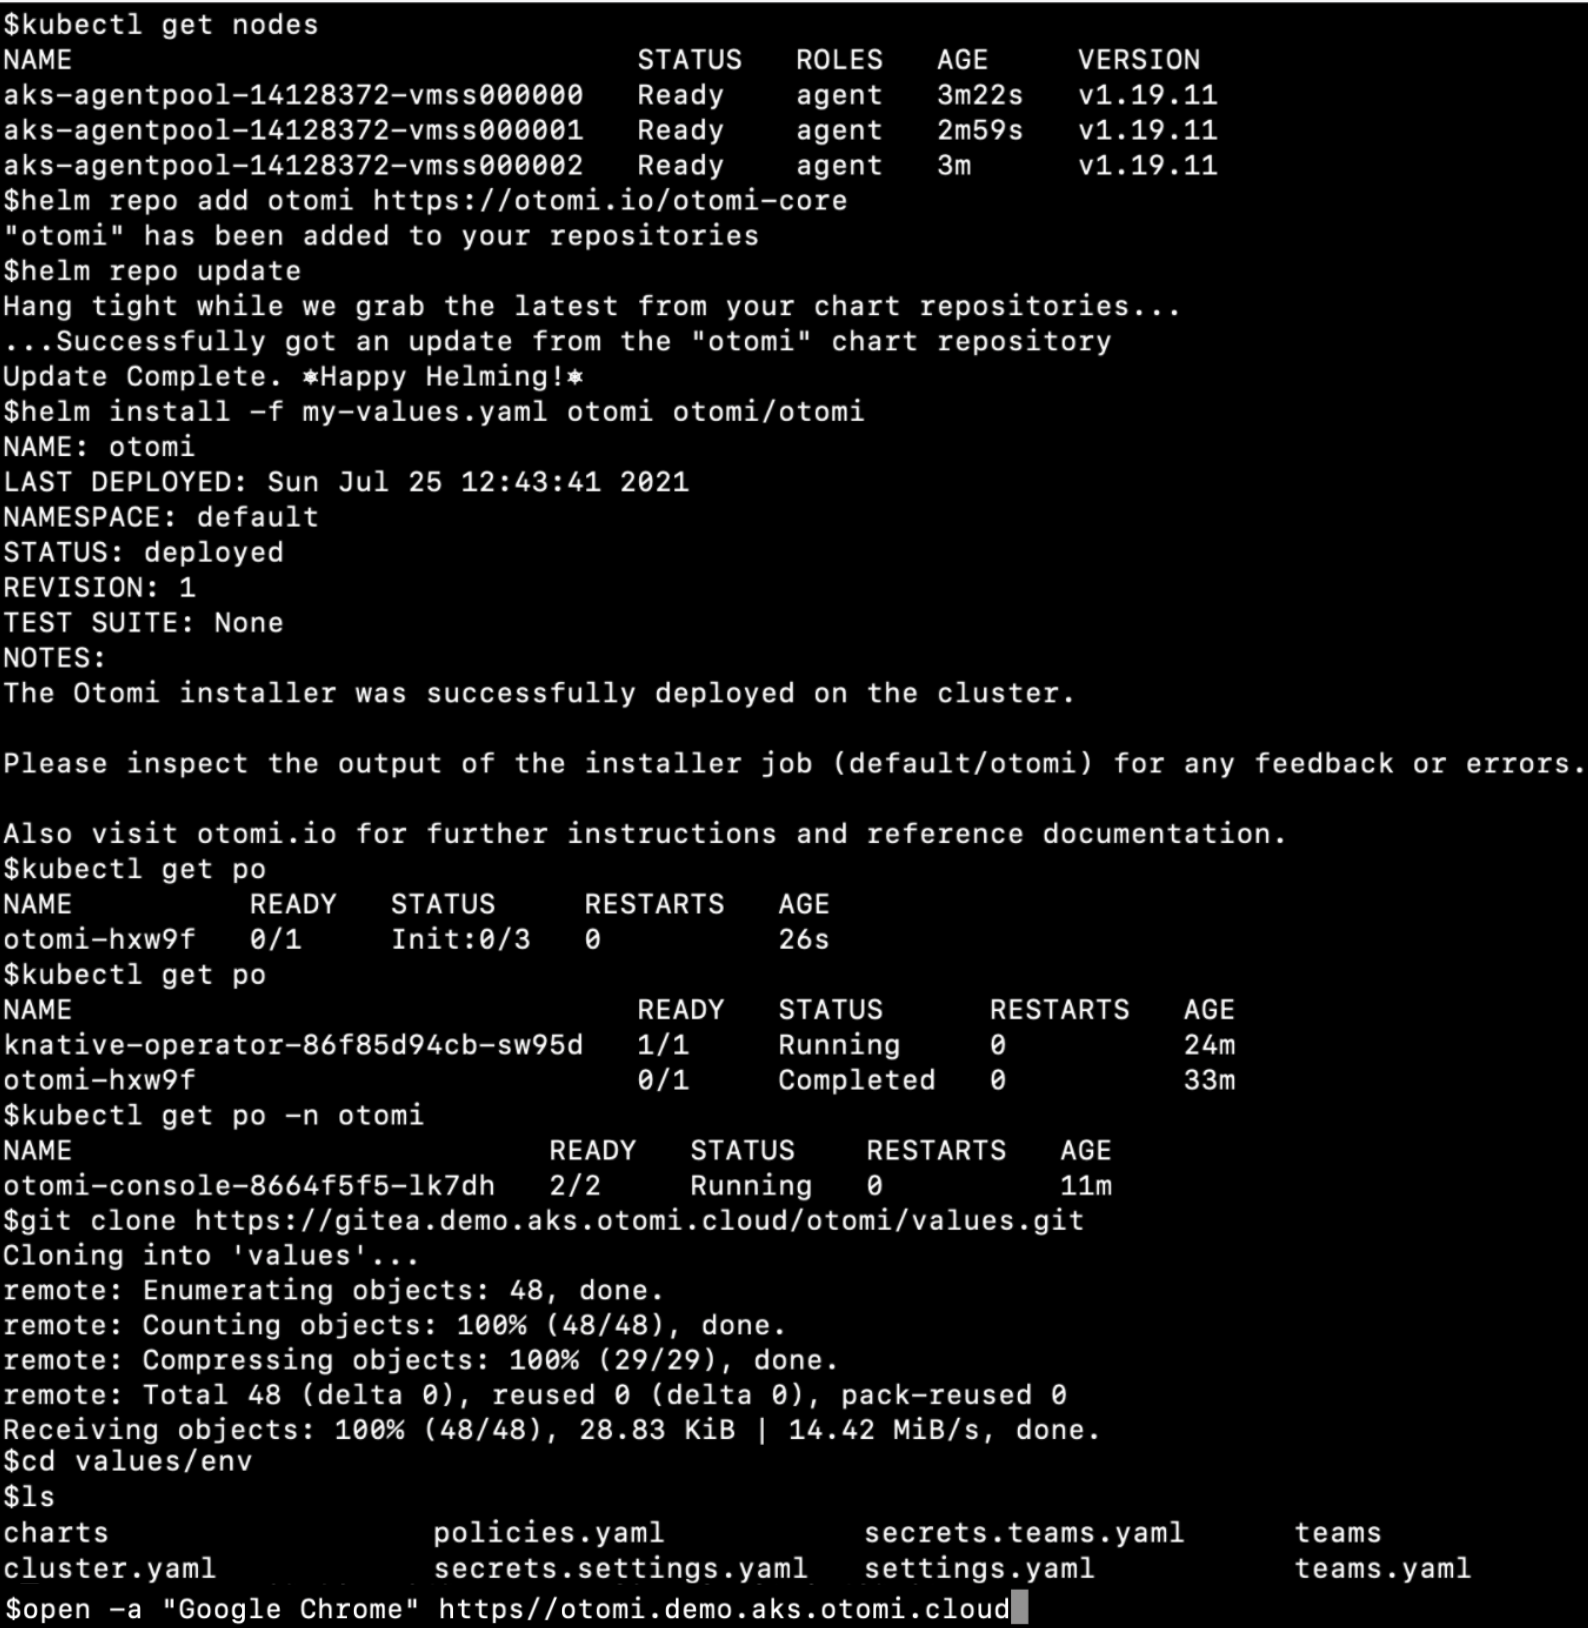 $kubectl get nodes
NAME STATUS ROLES AGE VERSION
aks-agentpool-14128372-vmss000000 Ready agent 3m22s v1.19.11
aks-agentpool-14128372-vmss000001 Ready agent 2m59s v1.19.11
aks-agentpool-14128372-vmss000002 Ready agent 3m v1.19.11
$helm repo add otomi https://otomi.io/otomi-core
"otomi" has been added to your repositories
$helm repo update
Hang tight while we grab the latest from your chart repositories...
...Successfully got an update from the "otomi" chart repository
Update Complete. ⎈Happy Helming!⎈
$helm install -f my-values.yaml otomi otomi/otomi
NAME: otomi
LAST DEPLOYED: Sun Jul 25 12:43:41 2021
NAMESPACE: default
STATUS: deployed
REVISION: 1
TEST SUITE: None
NOTES:
The Otomi installer was successfully deployed on the cluster.
Please inspect the output of the installer job (default/otomi) for any feedback or errors.
Also visit otomi.io for further instructions and reference documentation.
$kubectl get po
NAME READY STATUS RESTARTS AGE
otomi-hxw9f 0/1 Init:0/3 0 26s
$kubectl get po
NAME READY STATUS RESTARTS AGE
knative-operator-86f85d94cb-sw95d 1/1 Running 0 24m
otomi-hxw9f 0/1 Completed 0 33m
$kubectl get po -n otomi
NAME READY STATUS RESTARTS AGE
otomi-console-8664f5f5-lk7dh 2/2 Running 0 11m
$git clone https://gitea.demo.aks.otomi.cloud/otomi/values.git
Cloning into 'values'...
remote: Enumerating objects: 48, done.
remote: Counting objects: 100% (48/48), done.
remote: Compressing objects: 100% (29/29), done.
remote: Total 48 (delta 0), reused 0 (delta 0), pack-reused 0
Receiving objects: 100% (48/48), 28.83 KiB | 14.42 MiB/s, done.
$cd values/env
$ls
charts policies.yaml secrets.teams.yaml teams
cluster.yaml secrets.settings.yaml settings.yaml teams.yaml
$open -a "Google Chrome" https//otomi.demo.aks.otomi.cloud